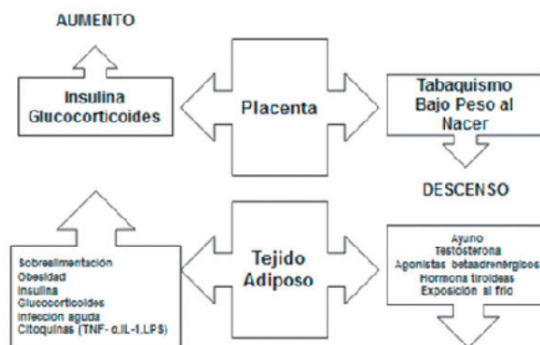 AUMENTO
Insulina
Glucocorticoides
Placenta
Tabaquismo
Bajo Peso al
Nacer
DESCENSO
Sobrealimentación
Obesidad
Insulina
Glucocorticoides
Infección aguda
Citoquinas (TNF- α.IL-1.LPS)
Tejido
Adiposo
Ayuno
Testosterona
Agonistas betaadrenérgicos
Hormona tiroideas
Exposición al frío